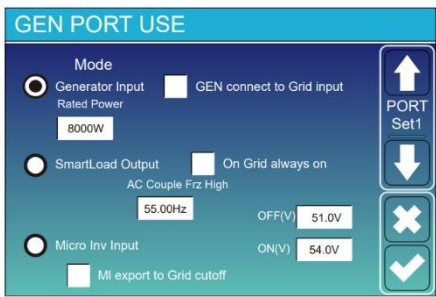 GEN PORT USE
Mode
Generator Input
GEN connect to Grid input
Rated Power
8000W
PORT
Set1
SmartLoad Output
On Grid always on
AC Couple Frz High
55.00Hz
OFF(V)
51.0V
Micro Inv Input
ON(V)
54.0V
MI export to Grid cutoff